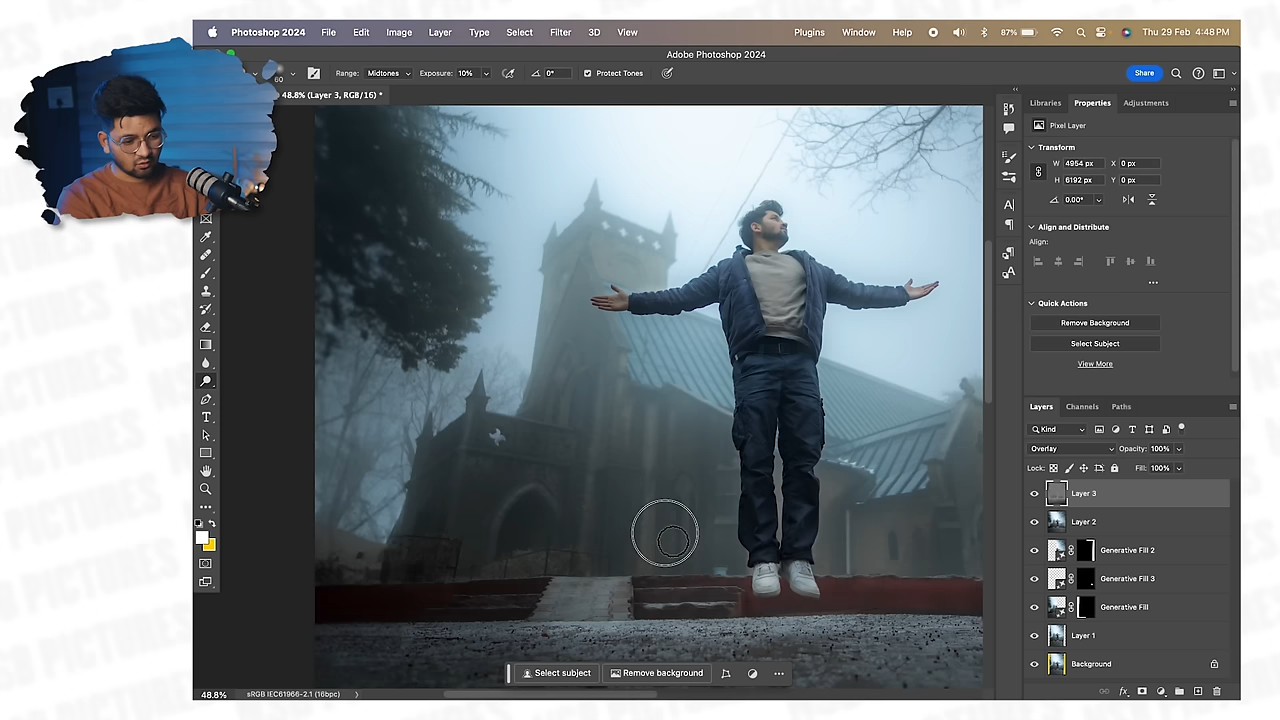 Photoshop 2024 File Edit Image Layer Type Select Filter 3D View Plugins Window Help 87% Thu 29 Feb 4:48 PM
Adobe Photoshop 2024
60 Range: Midtones Exposure: 10% 0° Protect Tones Share
48.8% (Layer 3, RGB/16) *
Libraries Properties Adjustments
Pixel Layer
Transform
W 4954 px X 0 px
H 6192 px Y 0 px
0.00°
Align and Distribute
Align:
Quick Actions
Remove Background
Select Subject
View More
Layers Channels Paths
Kind
Overlay Opacity: 100%
Lock: Fill: 100%
Layer 3
Layer 2
Generative Fill 2
Generative Fill 3
Generative Fill
Layer 1
Background
Select subject Remove background
48.8% sRGB IEC61966-2.1 (16bpc)